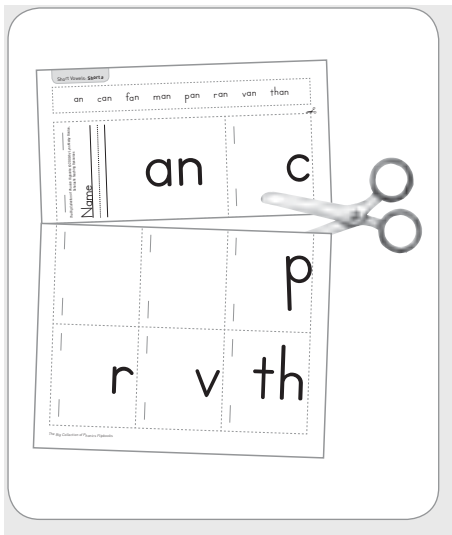 Short Vowels: Short a
an can fan man pan ran van than
Name
an
c
p
r
v
th
The Big Collection of Phonics Flipbooks